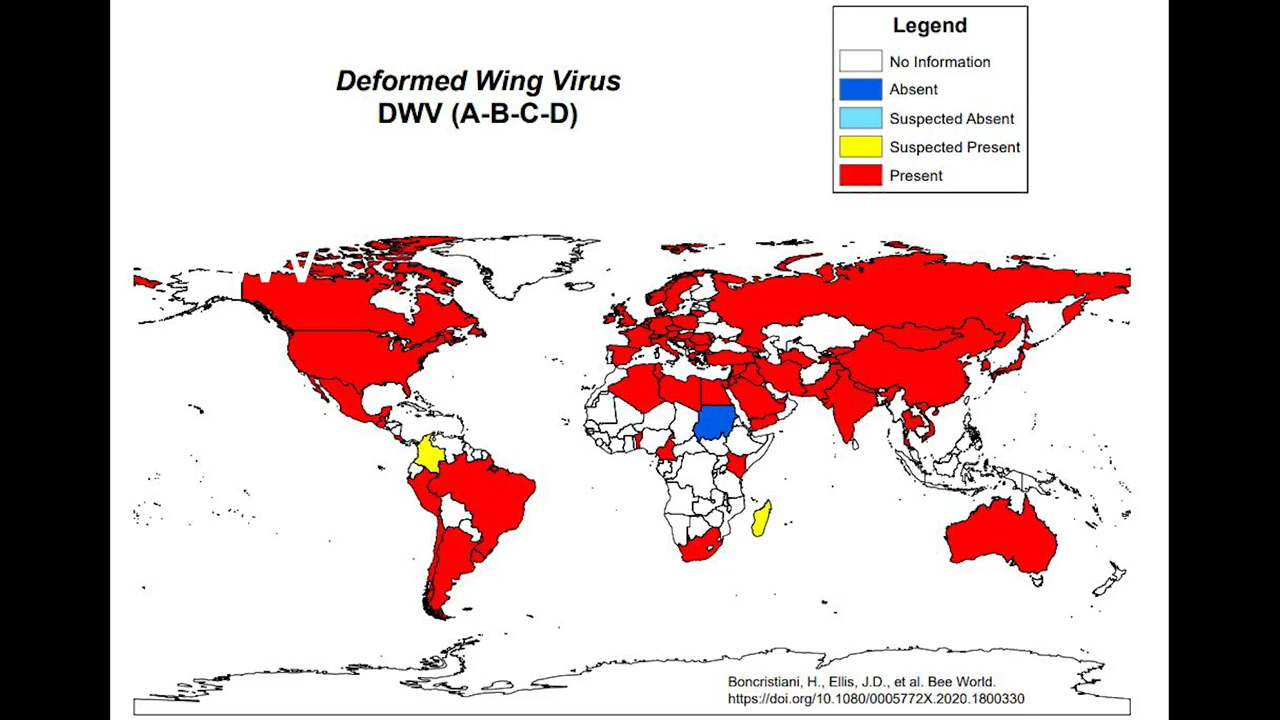 Deformed Wing Virus
DWV (A-B-C-D)
Legend
No Information
Absent
Suspected Absent
Suspected Present
Present
Boncristiani, H., Ellis, J.D., et al. Bee World.
https://doi.org/10.1080/0005772X.2020.1800330